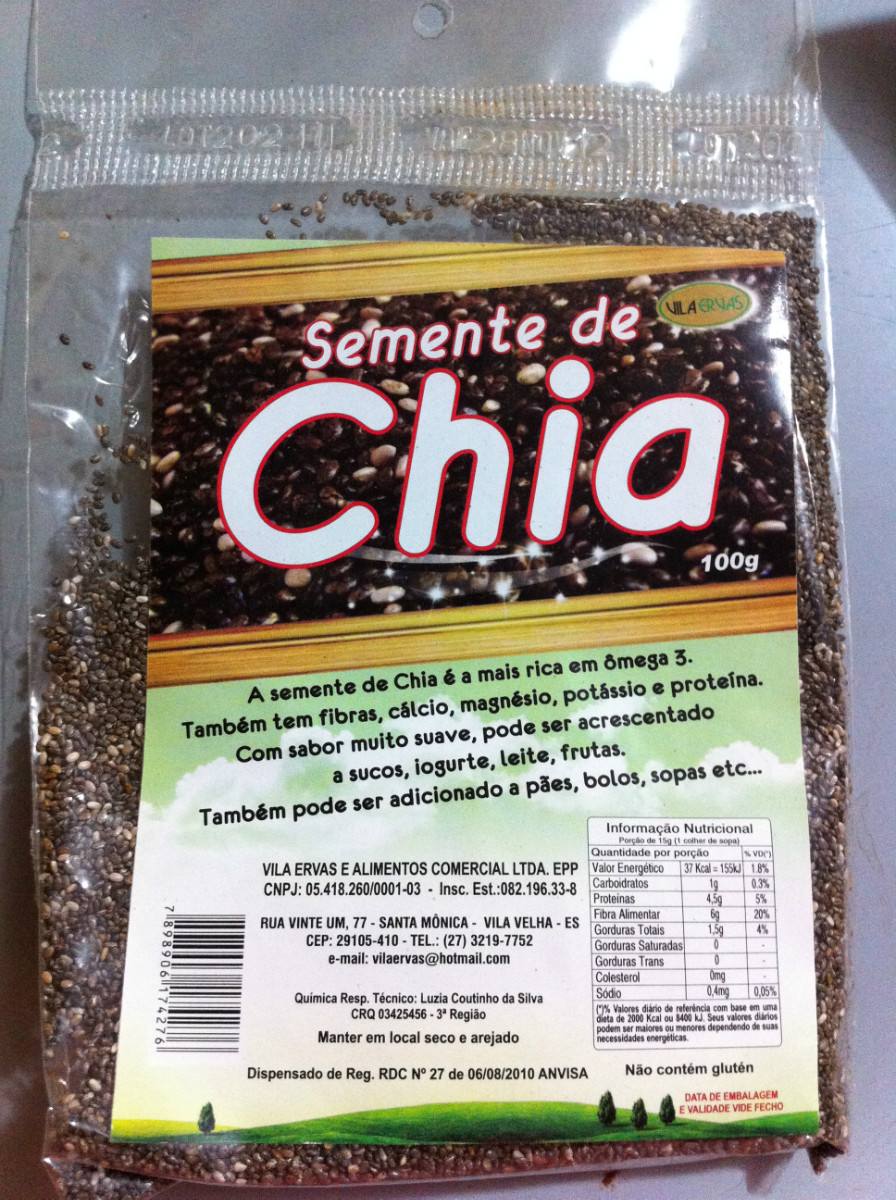 VILA ERVAS
Semente de
Chia
100g
A semente de Chia é a mais rica em ômega 3.
Também tem fibras, cálcio, magnésio, potássio e proteína.
Com sabor muito suave, pode ser acrescentado
a sucos, iogurte, leite, frutas.
Também pode ser adicionado a pães, bolos, sopas etc...
VILA ERVAS E ALIMENTOS COMERCIAL LTDA. EPP
CNPJ: 05.418.260/0001-03 - Insc. Est.:082.196.33-8
RUA VINTE UM, 77 - SANTA MÔNICA - VILA VELHA - ES
CEP: 29105-410 - TEL.: (27) 3219-7752
e-mail: vilaervas@hotmail.com
Química Resp. Técnico: Luzia Coutinho da Silva
CRQ 03425456 - 3ª Região
Manter em local seco e arejado
Dispensado de Reg. RDC Nº 27 de 06/08/2010 ANVISA
7 898906 174276
Informação Nutricional
Porção de 15g (1 colher de sopa)
Quantidade por porção % VD(*)
Valor Energético 37 Kcal = 155kJ 1.8%
Carboidratos 1g 0.3%
Proteínas 4,5g 5%
Fibra Alimentar 6g 20%
Gorduras Totais 1,5g 4%
Gorduras Saturadas 0 -
Gorduras Trans 0 -
Colesterol 0mg -
Sódio 0,4mg 0,05%
(*)% Valores diário de referência com base em uma
dieta de 2000 Kcal ou 8400 kJ. Seus valores diários
podem ser maiores ou menores dependendo de suas
necessidades energéticas.
Não contém glutén
DATA DE EMBALAGEM
E VALIDADE VIDE FECHO